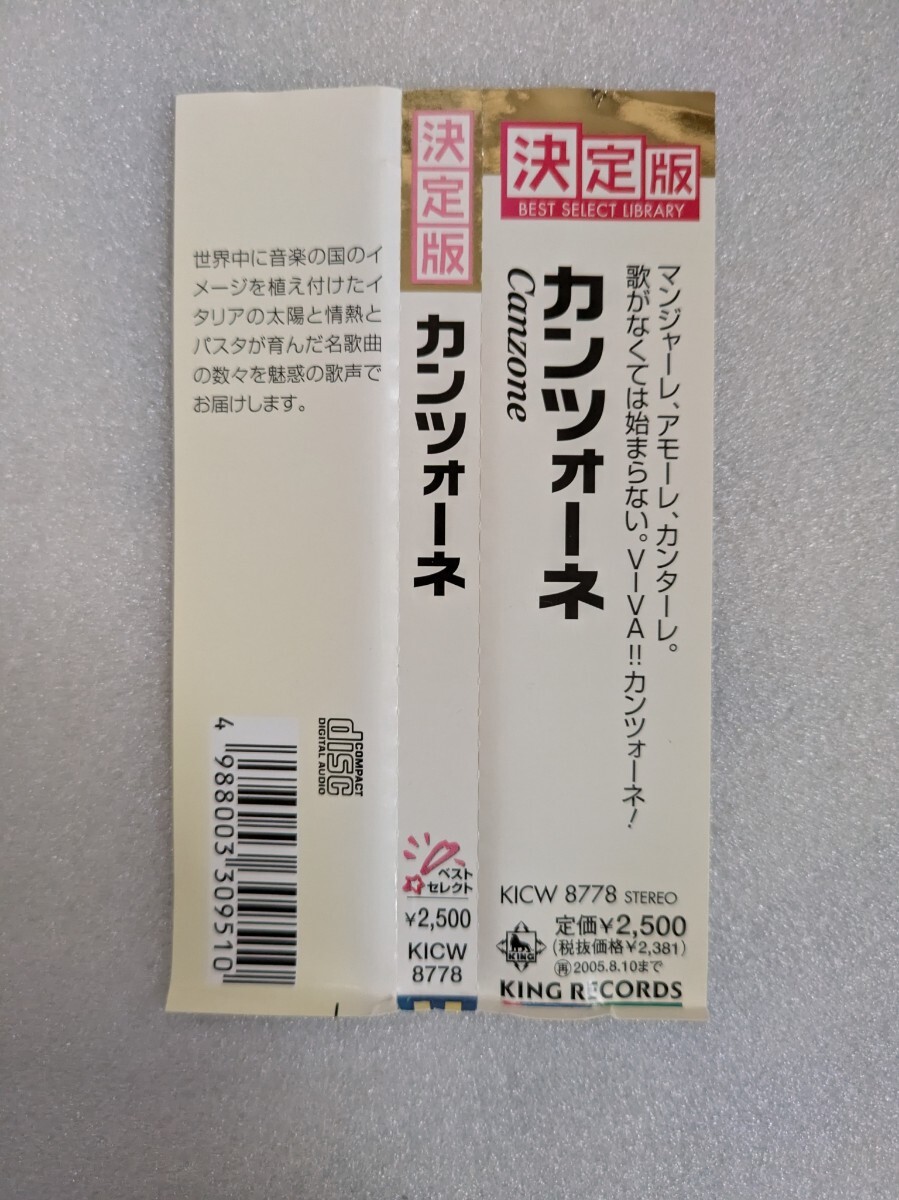 決定版
BEST SELECT LIBRARY
マンジャーレ、アモーレ、カンターレ。
歌がなくては始まらない。VIVA!!カンツォーネ!
カンツォーネ
Canzone
KICW 8778 STEREO
定価¥2,500
(税抜価格¥2,381)
再2005.8.10まで
KING
KING RECORDS
決定版
カンツォーネ
ベスト
セレクト
¥2,500
KICW
8778
世界中に音楽の国のイ
メージを植え付けたイ
タリアの太陽と情熱と
パスタが育んだ名歌曲
の数々を魅惑の歌声で
お届けします。
COMPACT
disc
DIGITAL AUDIO
4 988003 309510